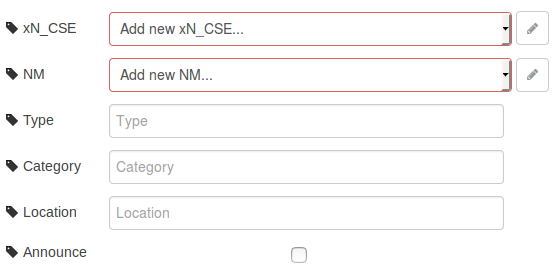 xN_CSE Add new xN_CSE...
NM Add new NM...
Type Type
Category Category
Location Location
Announce